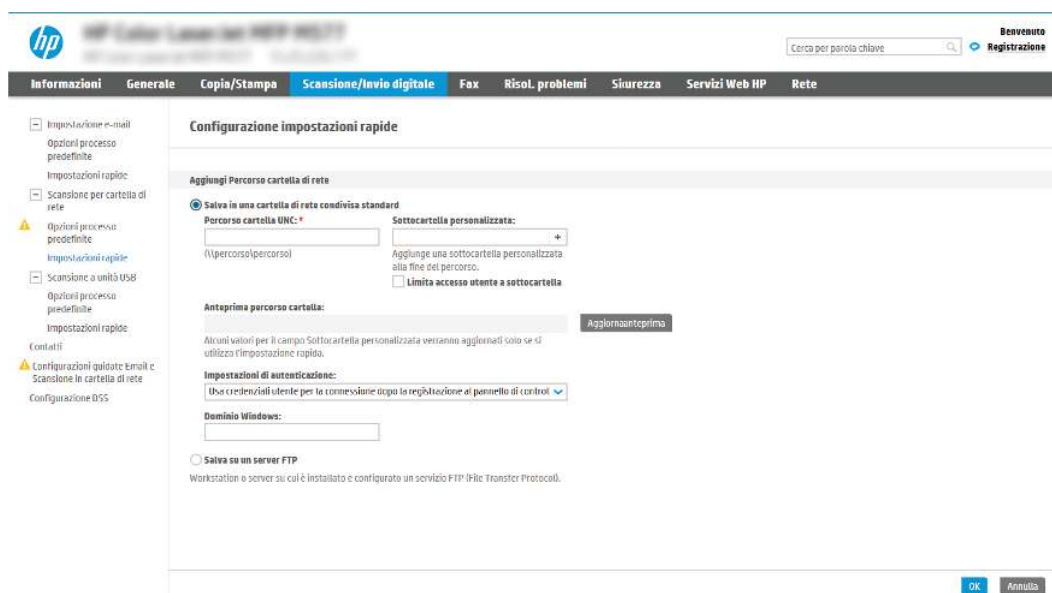 hp
Benvenuto
Cerca per parola chiave
Registrazione
Informazioni Generale Copia/Stampa Scansione/Invio digitale Fax Risol. problemi Sicurezza Servizi Web HP Rete
Impostazione e-mail
Opzioni processo
predefinite
Impostazioni rapide
Scansione per cartella di
rete
Opzioni processo
predefinite
Impostazioni rapide
Scansione a unità USB
Opzioni processo
predefinite
Impostazioni rapide
Contatti
Configurazioni guidate Email e
Scansione in cartella di rete
Configurazione DSS
Configurazione impostazioni rapide
Aggiungi Percorso cartella di rete
Salva in una cartella di rete condivisa standard
Percorso cartella UNC: * Sottocartella personalizzata:
+
(\\percorso\percorso) Aggiunge una sottocartella personalizzata
alla fine del percorso.
Limita accesso utente a sottocartella
Anteprima percorso cartella:
Aggiornaanteprima
Alcuni valori per il campo Sottocartella personalizzata verranno aggiornati solo se si
utilizza l'impostazione rapida.
Impostazioni di autenticazione:
Usa credenziali utente per la connessione dopo la registrazione al pannello di control
Dominio Windows:
Salva su un server FTP
Workstation o server su cui è installato e configurato un servizio FTP (File Transfer Protocol).
OK Annulla